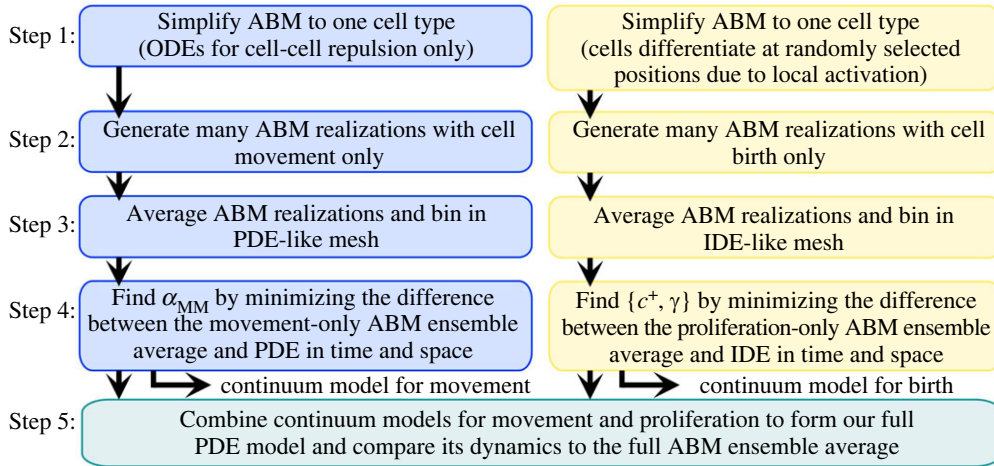 Step 1:
Simplify ABM to one cell type
(ODEs for cell-cell repulsion only)
Simplify ABM to one cell type
(cells differentiate at randomly selected
positions due to local activation)
Step 2:
Generate many ABM realizations with cell
movement only
Generate many ABM realizations with cell
birth only
Step 3:
Average ABM realizations and bin in
PDE-like mesh
Average ABM realizations and bin in
IDE-like mesh
Step 4:
Find α_MM by minimizing the difference
between the movement-only ABM ensemble
average and PDE in time and space
Find {c⁺, γ} by minimizing the difference
between the proliferation-only ABM ensemble
average and IDE in time and space
continuum model for movement
continuum model for birth
Step 5:
Combine continuum models for movement and proliferation to form our full
PDE model and compare its dynamics to the full ABM ensemble average